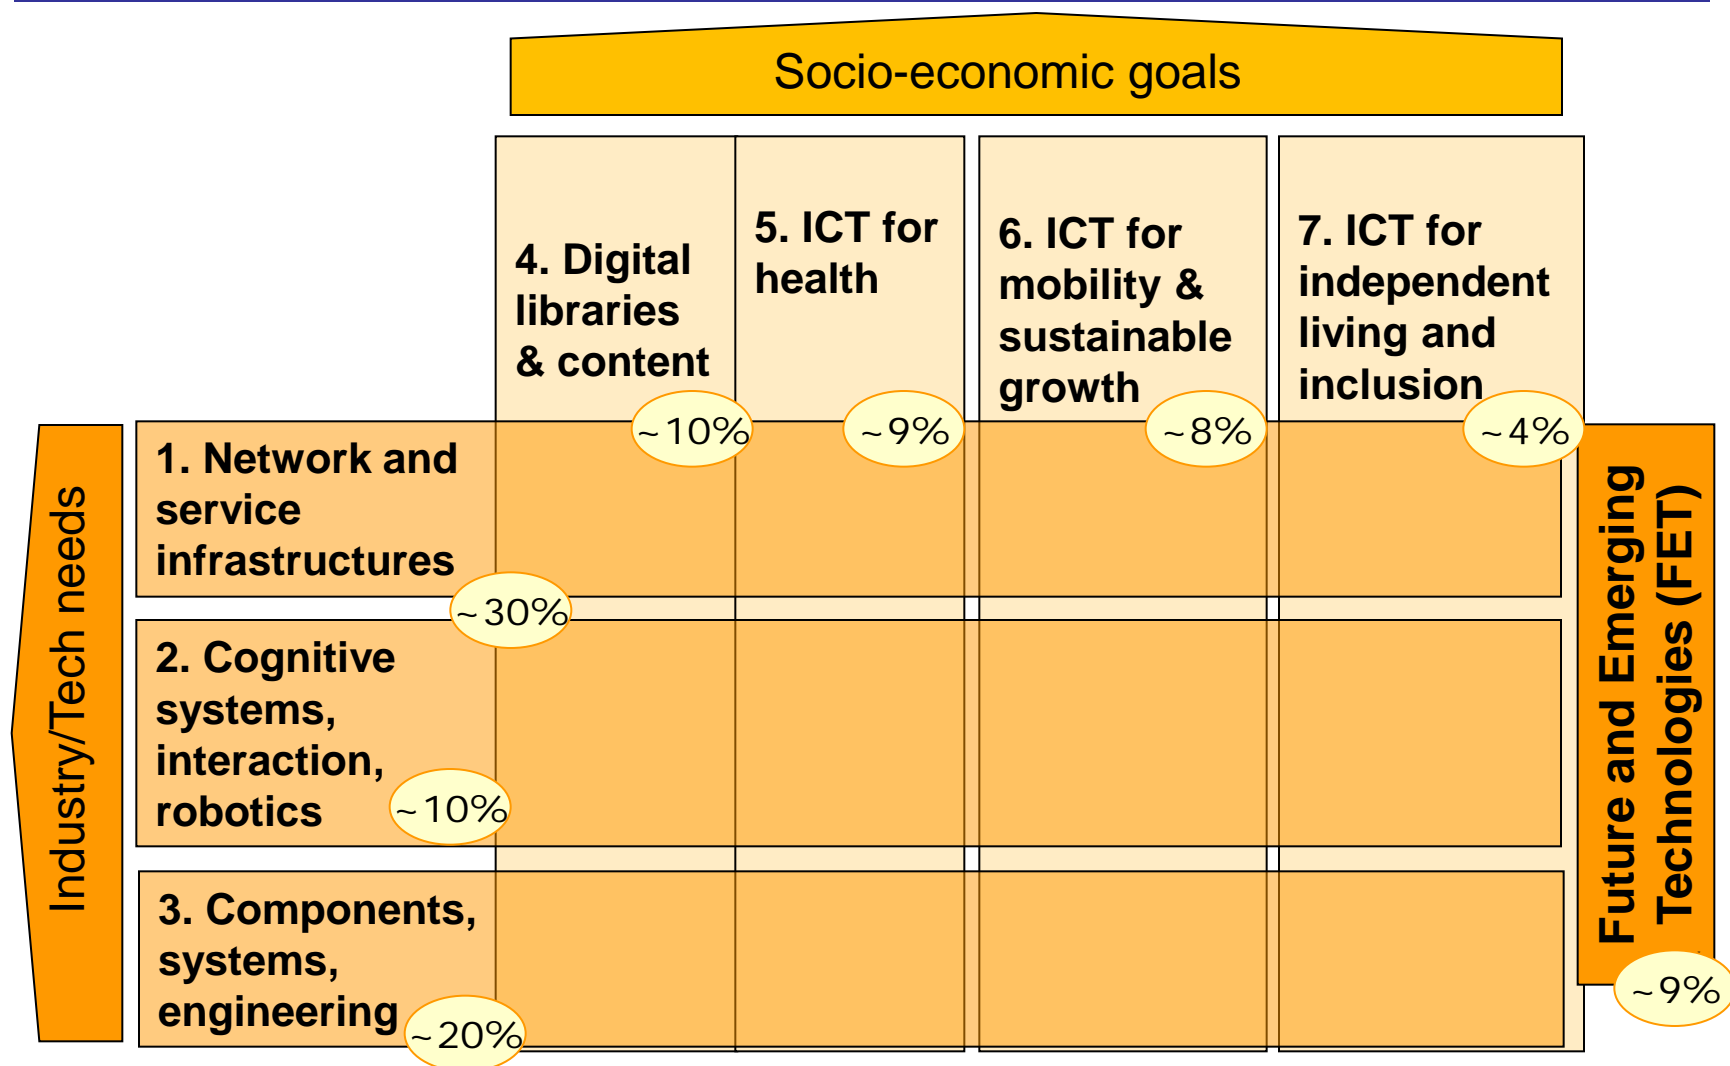 Socio-economic goals
4. Digital
libraries
& content
~10%
5. ICT for
health
~9%
6. ICT for
mobility &
sustainable
growth
~8%
7. ICT for
independent
living and
inclusion
~4%
Industry/Tech needs
1. Network and
service
infrastructures
~30%
2. Cognitive
systems,
interaction,
robotics
~10%
3. Components,
systems,
engineering
~20%
Future and Emerging
Technologies (FET)
~9%